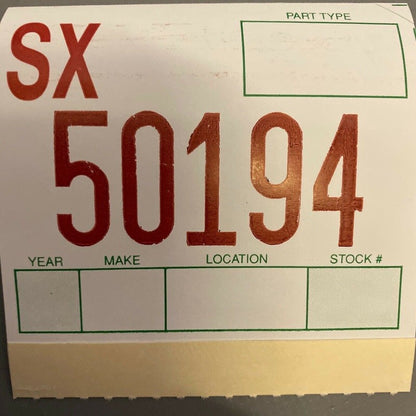 SX
PART TYPE
50194
YEAR MAKE LOCATION STOCK #